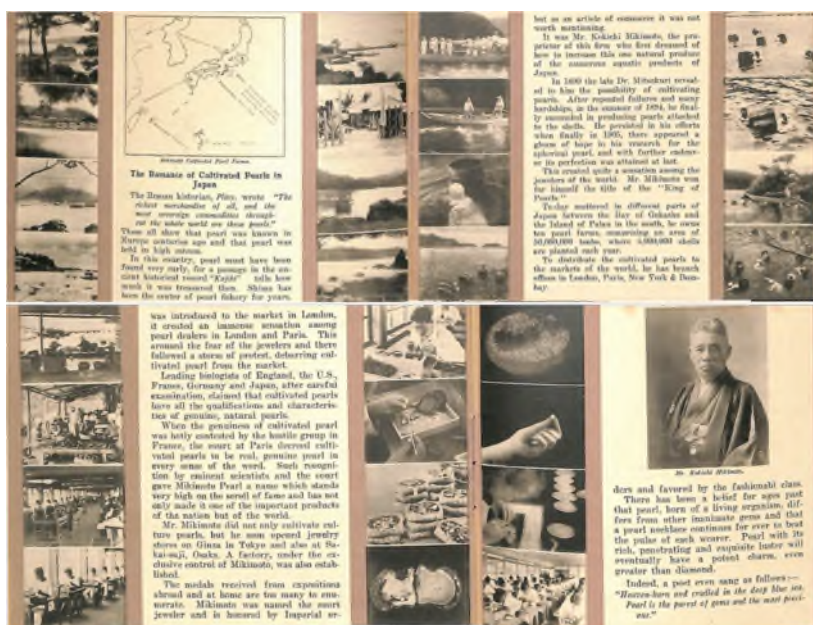 Mikimoto Cultivated Pearl Farms.
The Romance of Cultivated Pearls in
Japan
The Roman historian, Pliny, wrote "The
richest merchandise of all, and the
most sovereign commodities through-
out the whole world are these pearls."
These all show that pearl was known in
Europe centuries ago and that pearl was
held in high esteem.
In this country, pearl must have been
found very early, for a passage in the an-
cient historical record "Kojiki" tells how
much it was treasured then. Shima has
been the center of pearl fishery for years,
but as an article of commerce it was not
worth mentioning.
It was Mr. Kokichi Mikimoto, the pro-
prietor of this firm who first dreamed of
how to increase this one natural produce
of the numerous aquatic products of
Japan.
In 1890 the late Dr. Mitsukuri reveal-
ed to him the possibility of cultivating
pearls. After repeated failures and many
hardships, in the summer of 1894, he final-
ly succeeded in producing pearls attached
to the shells. He persisted in his efforts
when finally in 1905, there appeared a
gleam of hope in his research for the
spherical pearl, and with further endeav-
or its perfection was attained at last.
This created quite a sensation among the
jewelers of the world. Mr. Mikimoto won
for himself the title of the "King of
Pearls"
To-day scattered in different parts of
Japan between the Bay of Gokasho and
the Island of Palau in the south, he owns
ten pearl farms, comprising an area of
50,000,000 tsubo, where 5,000,000 shells
are planted each year.
To distribute the cultivated pearls to
the markets of the world, he has branch
offices in London, Paris, New York & Bom-
bay.
was introduced to the market in London,
it created an immense sensation among
pearl dealers in London and Paris. This
aroused the fear of the jewelers and there
followed a storm of protest, debarring cul-
tivated pearl from the market.
Leading biologists of England, the U.S.,
France, Germany and Japan, after careful
examination, claimed that cultivated pearls
have all the qualifications and characteris-
tics of genuine, natural pearls.
When the genuineness of cultivated pearl
was hotly contested by the hostile group in
France, the court at Paris decreed culti-
vated pearls to be real, genuine pearl in
every sense of the word. Such recogni-
tion by eminent scientists and the court
gave Mikimoto Pearl a name which stands
very high on the scroll of fame and has not
only made it one of the important products
of the nation but of the world.
Mr. Mikimoto did not only cultivate cul-
ture pearls, but he soon opened jewelry
stores on Ginza in Tokyo and also at Sa-
kai-suji, Osaka. A factory, under the ex-
clusive control of Mikimoto, was also estab-
lished.
The medals received from expositions
abroad and at home are too many to enu-
merate. Mikimoto was named the court
jeweler and is honored by Imperial or-
Mr. Kokichi Mikimoto.
ders and favored by the fashionable class.
There has been a belief for ages past
that pearl, born of a living organism, dif-
fers from other inanimate gems and that
a pearl necklace continues for ever to beat
the pulse of each wearer. Pearl with its
rich, penetrating and exquisite luster will
eventually have a potent charm, even
greater than diamond.
Indeed, a poet even sang as follows:—
"Heaven-born and cradled in the deep blue sea,
Pearl is the purest of gems and the most preci-
ous."